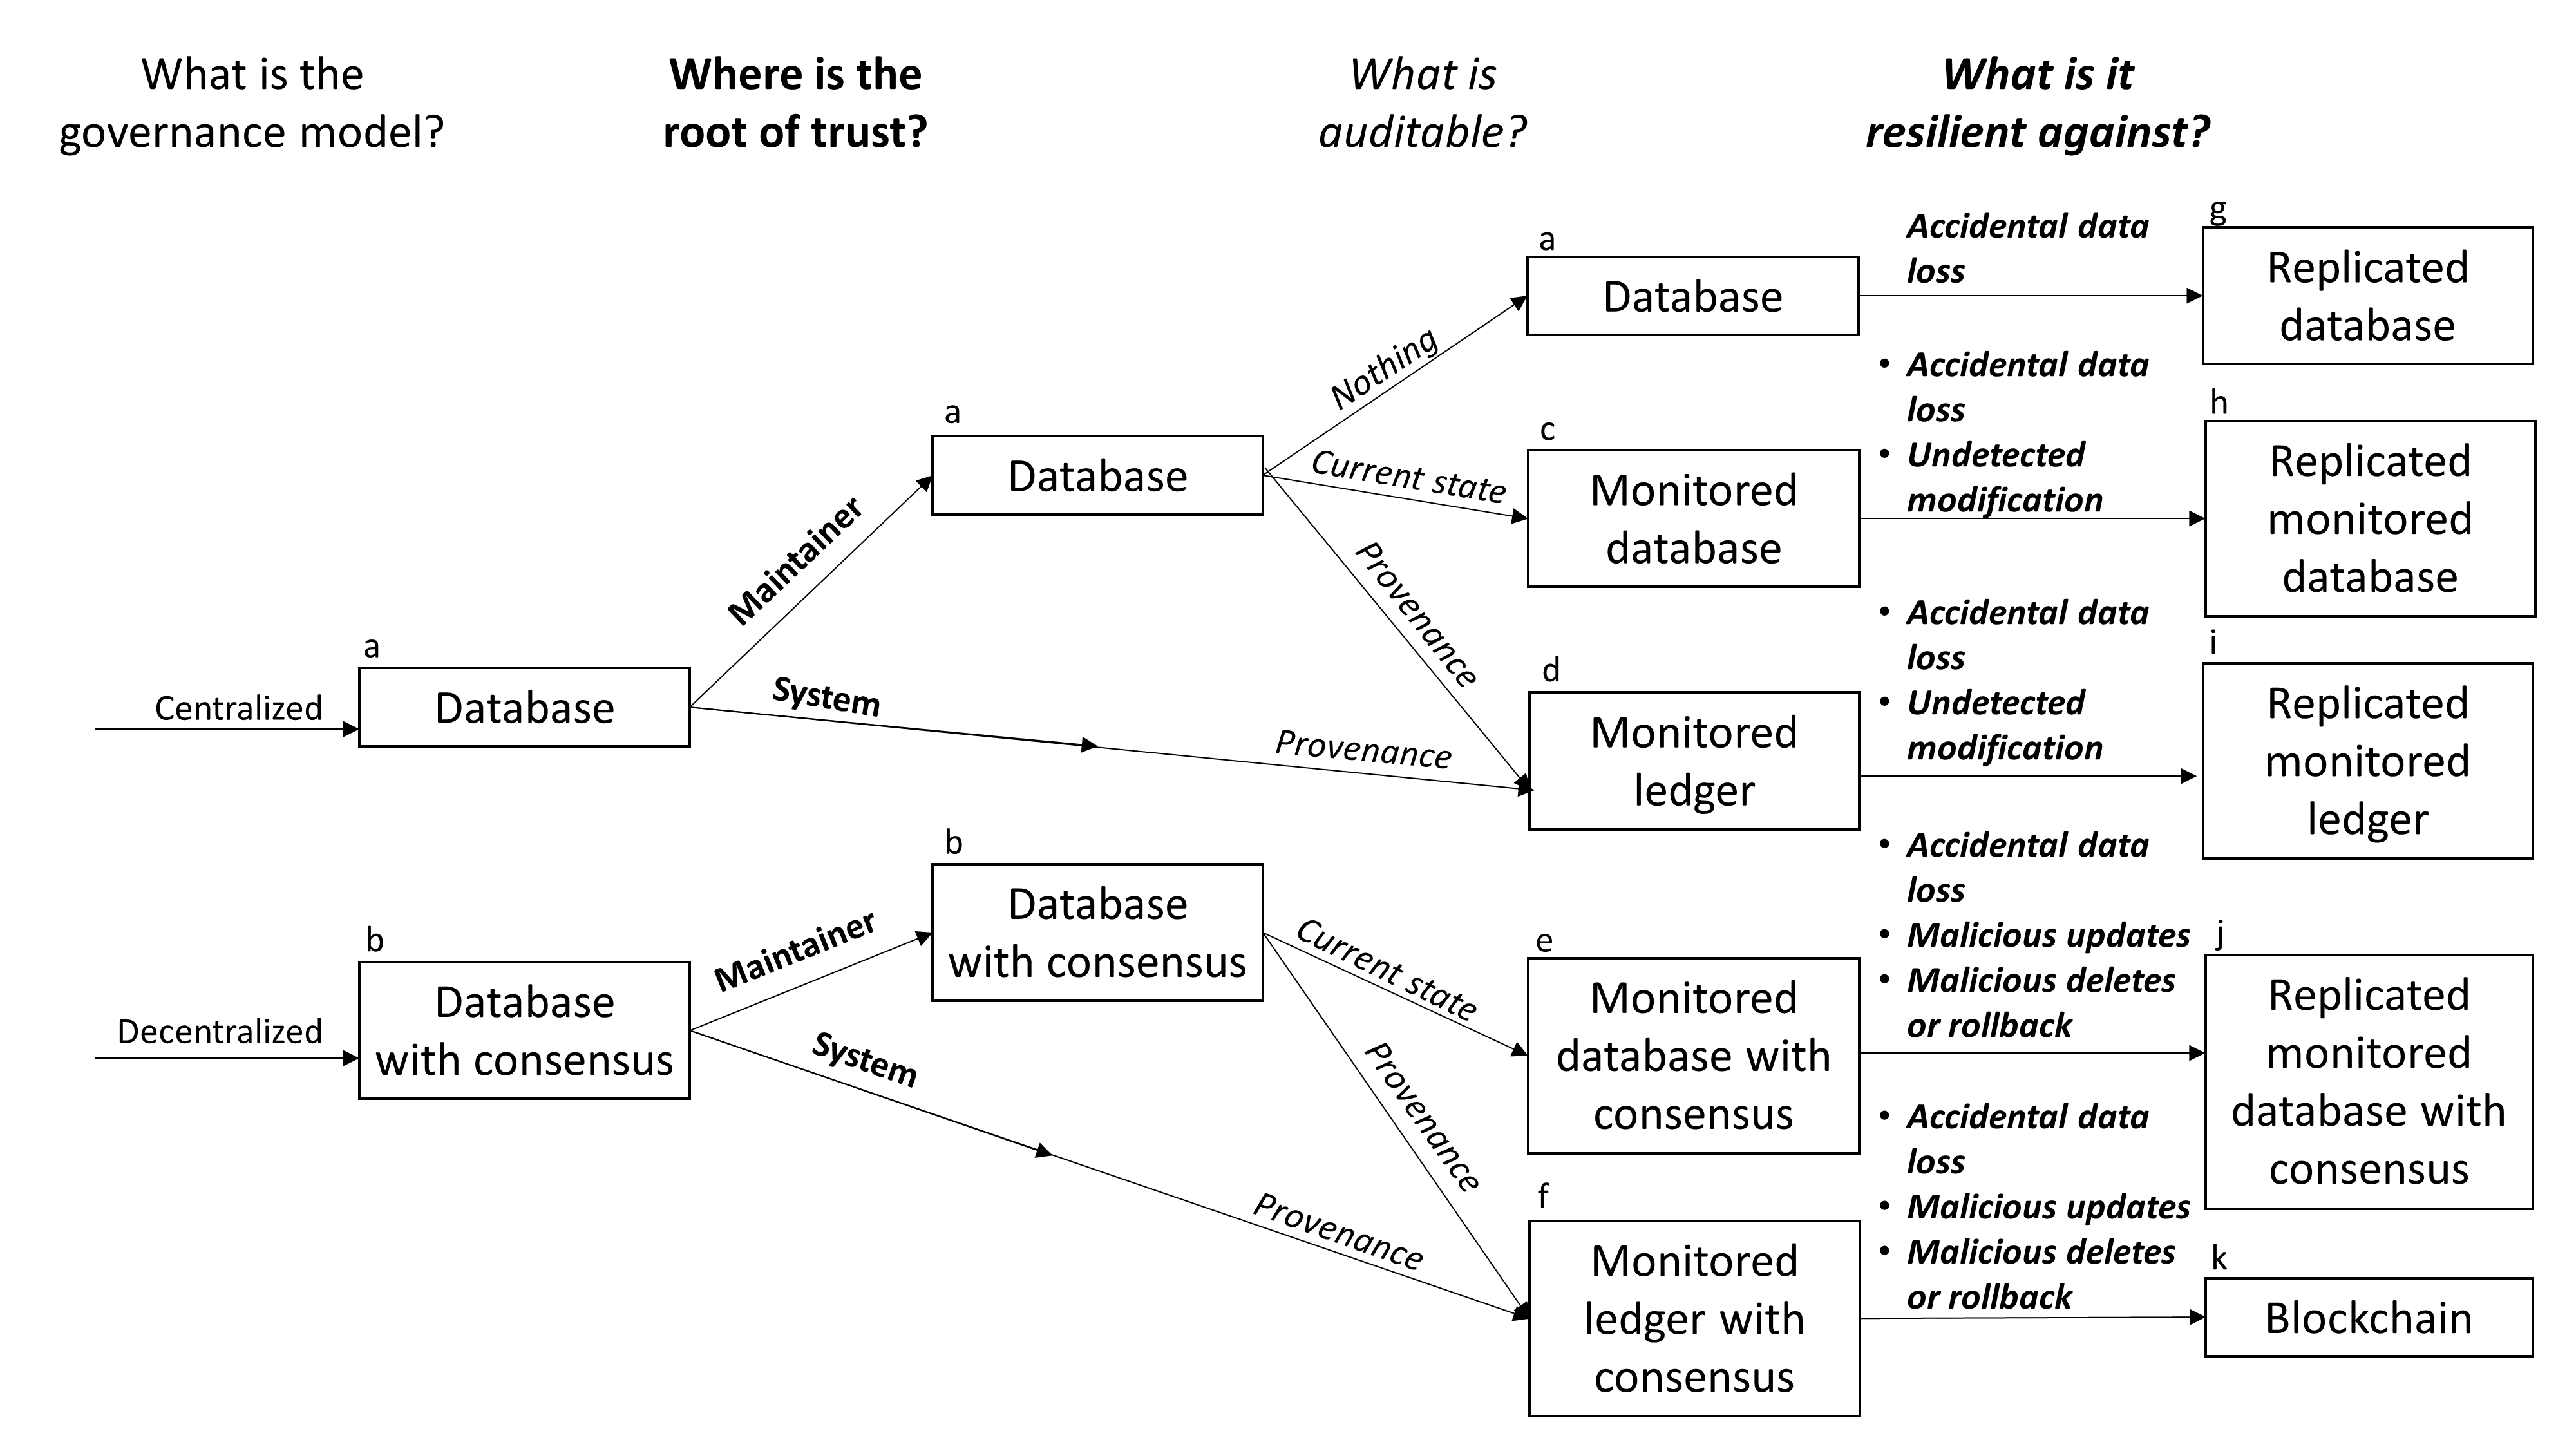 What is the
governance model?
Where is the
root of trust?
What is
auditable?
What is it
resilient against?
Centralized
a
Database
Maintainer
System
a
Database
Nothing
Current state
Provenance
Provenance
a
Database
c
Monitored
database
d
Monitored
ledger
Accidental data
loss
g
Replicated
database
• Accidental data
loss
• Undetected
modification
h
Replicated
monitored
database
• Accidental data
loss
• Undetected
modification
i
Replicated
monitored
ledger
Decentralized
b
Database
with consensus
Maintainer
System
b
Database
with consensus
Current state
Provenance
Provenance
e
Monitored
database with
consensus
f
Monitored
ledger with
consensus
• Accidental data
loss
• Malicious updates
• Malicious deletes
or rollback
j
Replicated
monitored
database with
consensus
• Accidental data
loss
• Malicious updates
• Malicious deletes
or rollback
k
Blockchain